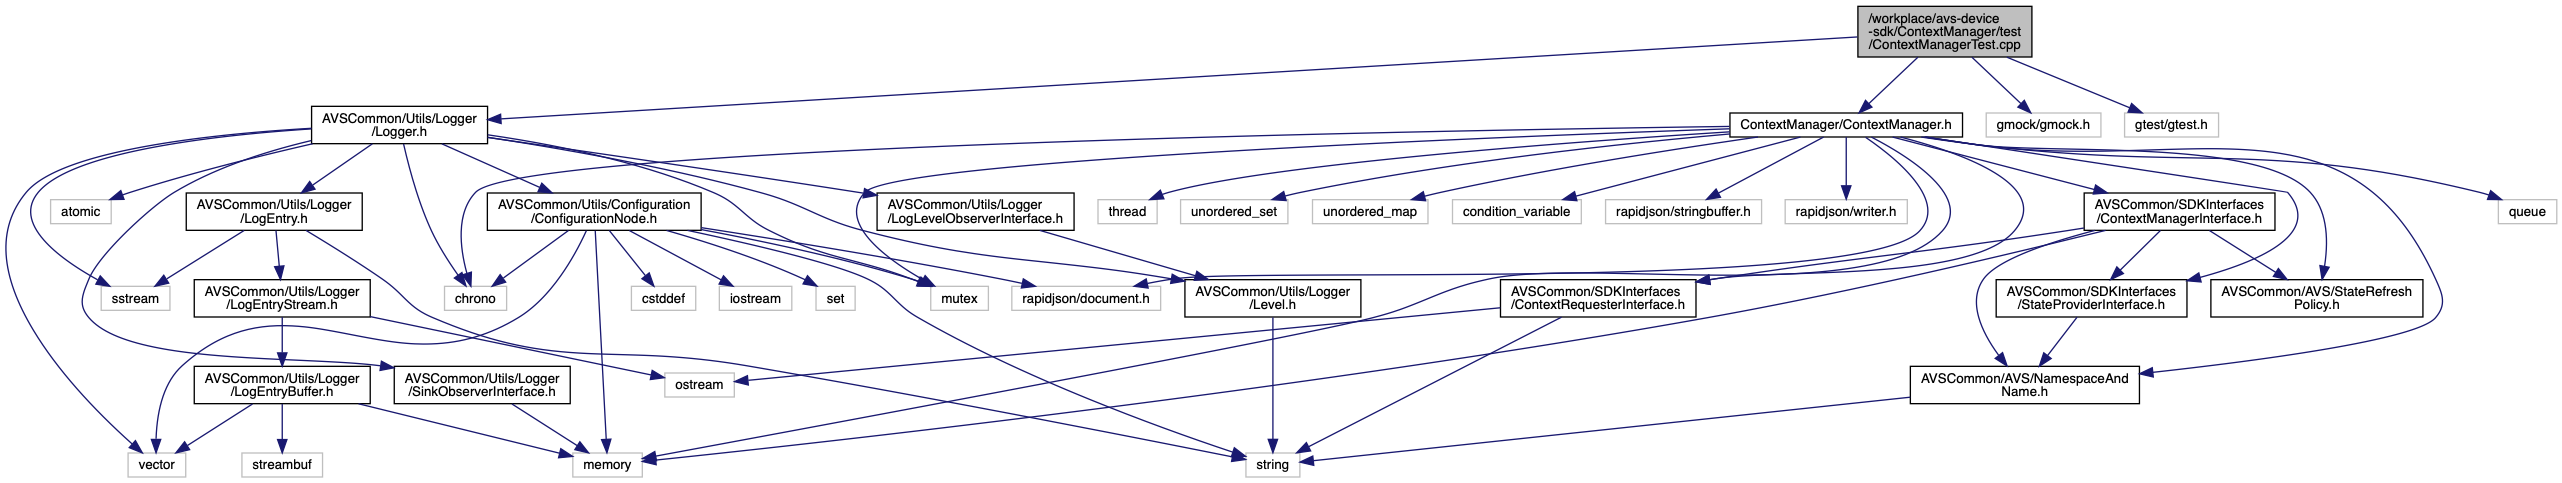 /workplace/avs-device
-sdk/ContextManager/test
/ContextManagerTest.cpp
AVSCommon/Utils/Logger
/Logger.h
ContextManager/ContextManager.h
gmock/gmock.h
gtest/gtest.h
atomic
AVSCommon/Utils/Logger
/LogEntry.h
AVSCommon/Utils/Configuration
/ConfigurationNode.h
AVSCommon/Utils/Logger
/LogLevelObserverInterface.h
thread
unordered_set
unordered_map
condition_variable
rapidjson/stringbuffer.h
rapidjson/writer.h
AVSCommon/SDKInterfaces
/ContextManagerInterface.h
queue
sstream
AVSCommon/Utils/Logger
/LogEntryStream.h
chrono
cstddef
iostream
set
mutex
rapidjson/document.h
AVSCommon/Utils/Logger
/Level.h
AVSCommon/SDKInterfaces
/ContextRequesterInterface.h
AVSCommon/SDKInterfaces
/StateProviderInterface.h
AVSCommon/AVS/StateRefresh
Policy.h
AVSCommon/Utils/Logger
/LogEntryBuffer.h
AVSCommon/Utils/Logger
/SinkObserverInterface.h
ostream
AVSCommon/AVS/NamespaceAnd
Name.h
vector
streambuf
memory
string